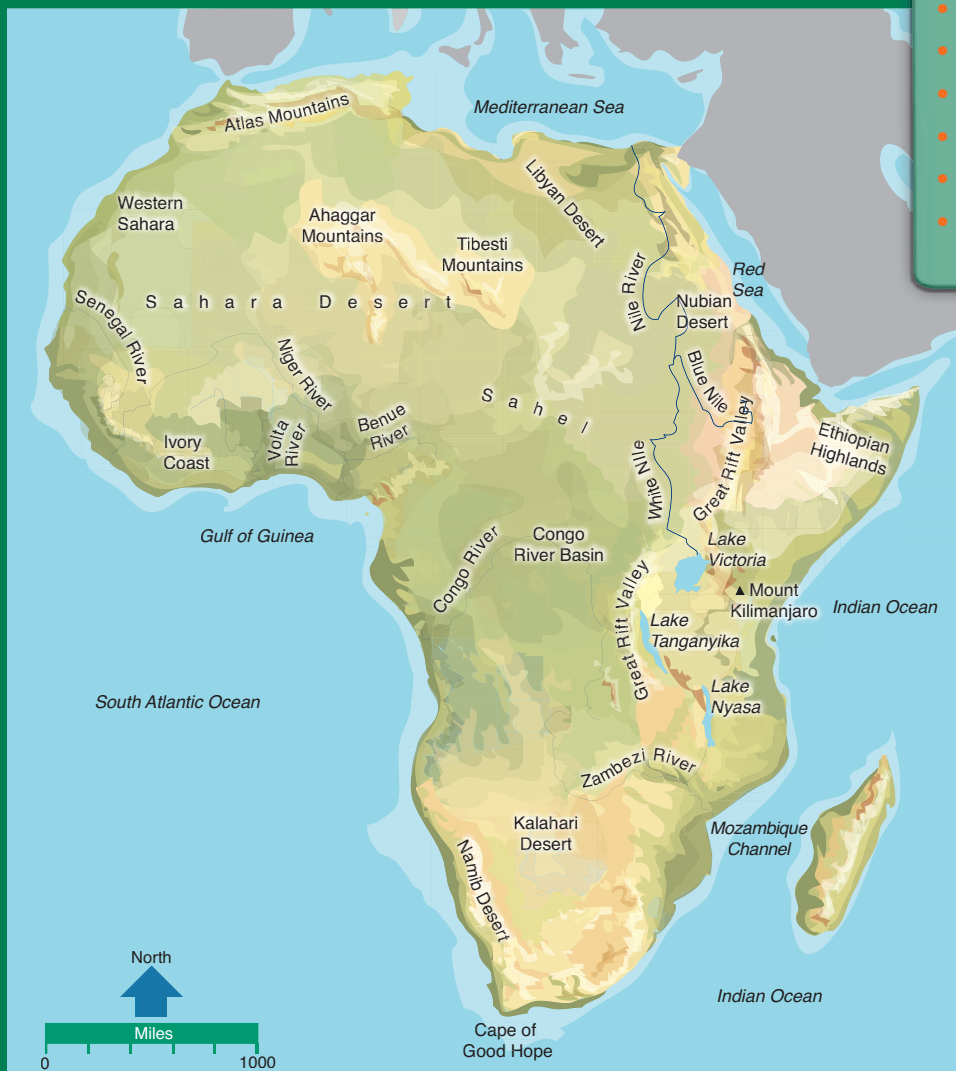 Mediterranean Sea
Atlas Mountains
Libyan Desert
Western
Sahara
Ahaggar
Mountains
Tibesti
Mountains
Red
Sea
Nile River
Sahara Desert
Nubian
Desert
Senegal River
Niger River
Blue Nile
Sahel
Benue
River
Volta
River
Ivory
Coast
Great Rift Valley
Ethiopian
Highlands
White Nile
Gulf of Guinea
Congo River
Congo
River Basin
Lake
Victoria
Mount
Kilimanjaro
Indian Ocean
Great Rift Valley
Lake
Tanganyika
South Atlantic Ocean
Lake
Nyasa
Zambezi River
Kalahari
Desert
Mozambique
Channel
Namib Desert
North
Miles
0 1000
Indian Ocean
Cape of
Good Hope